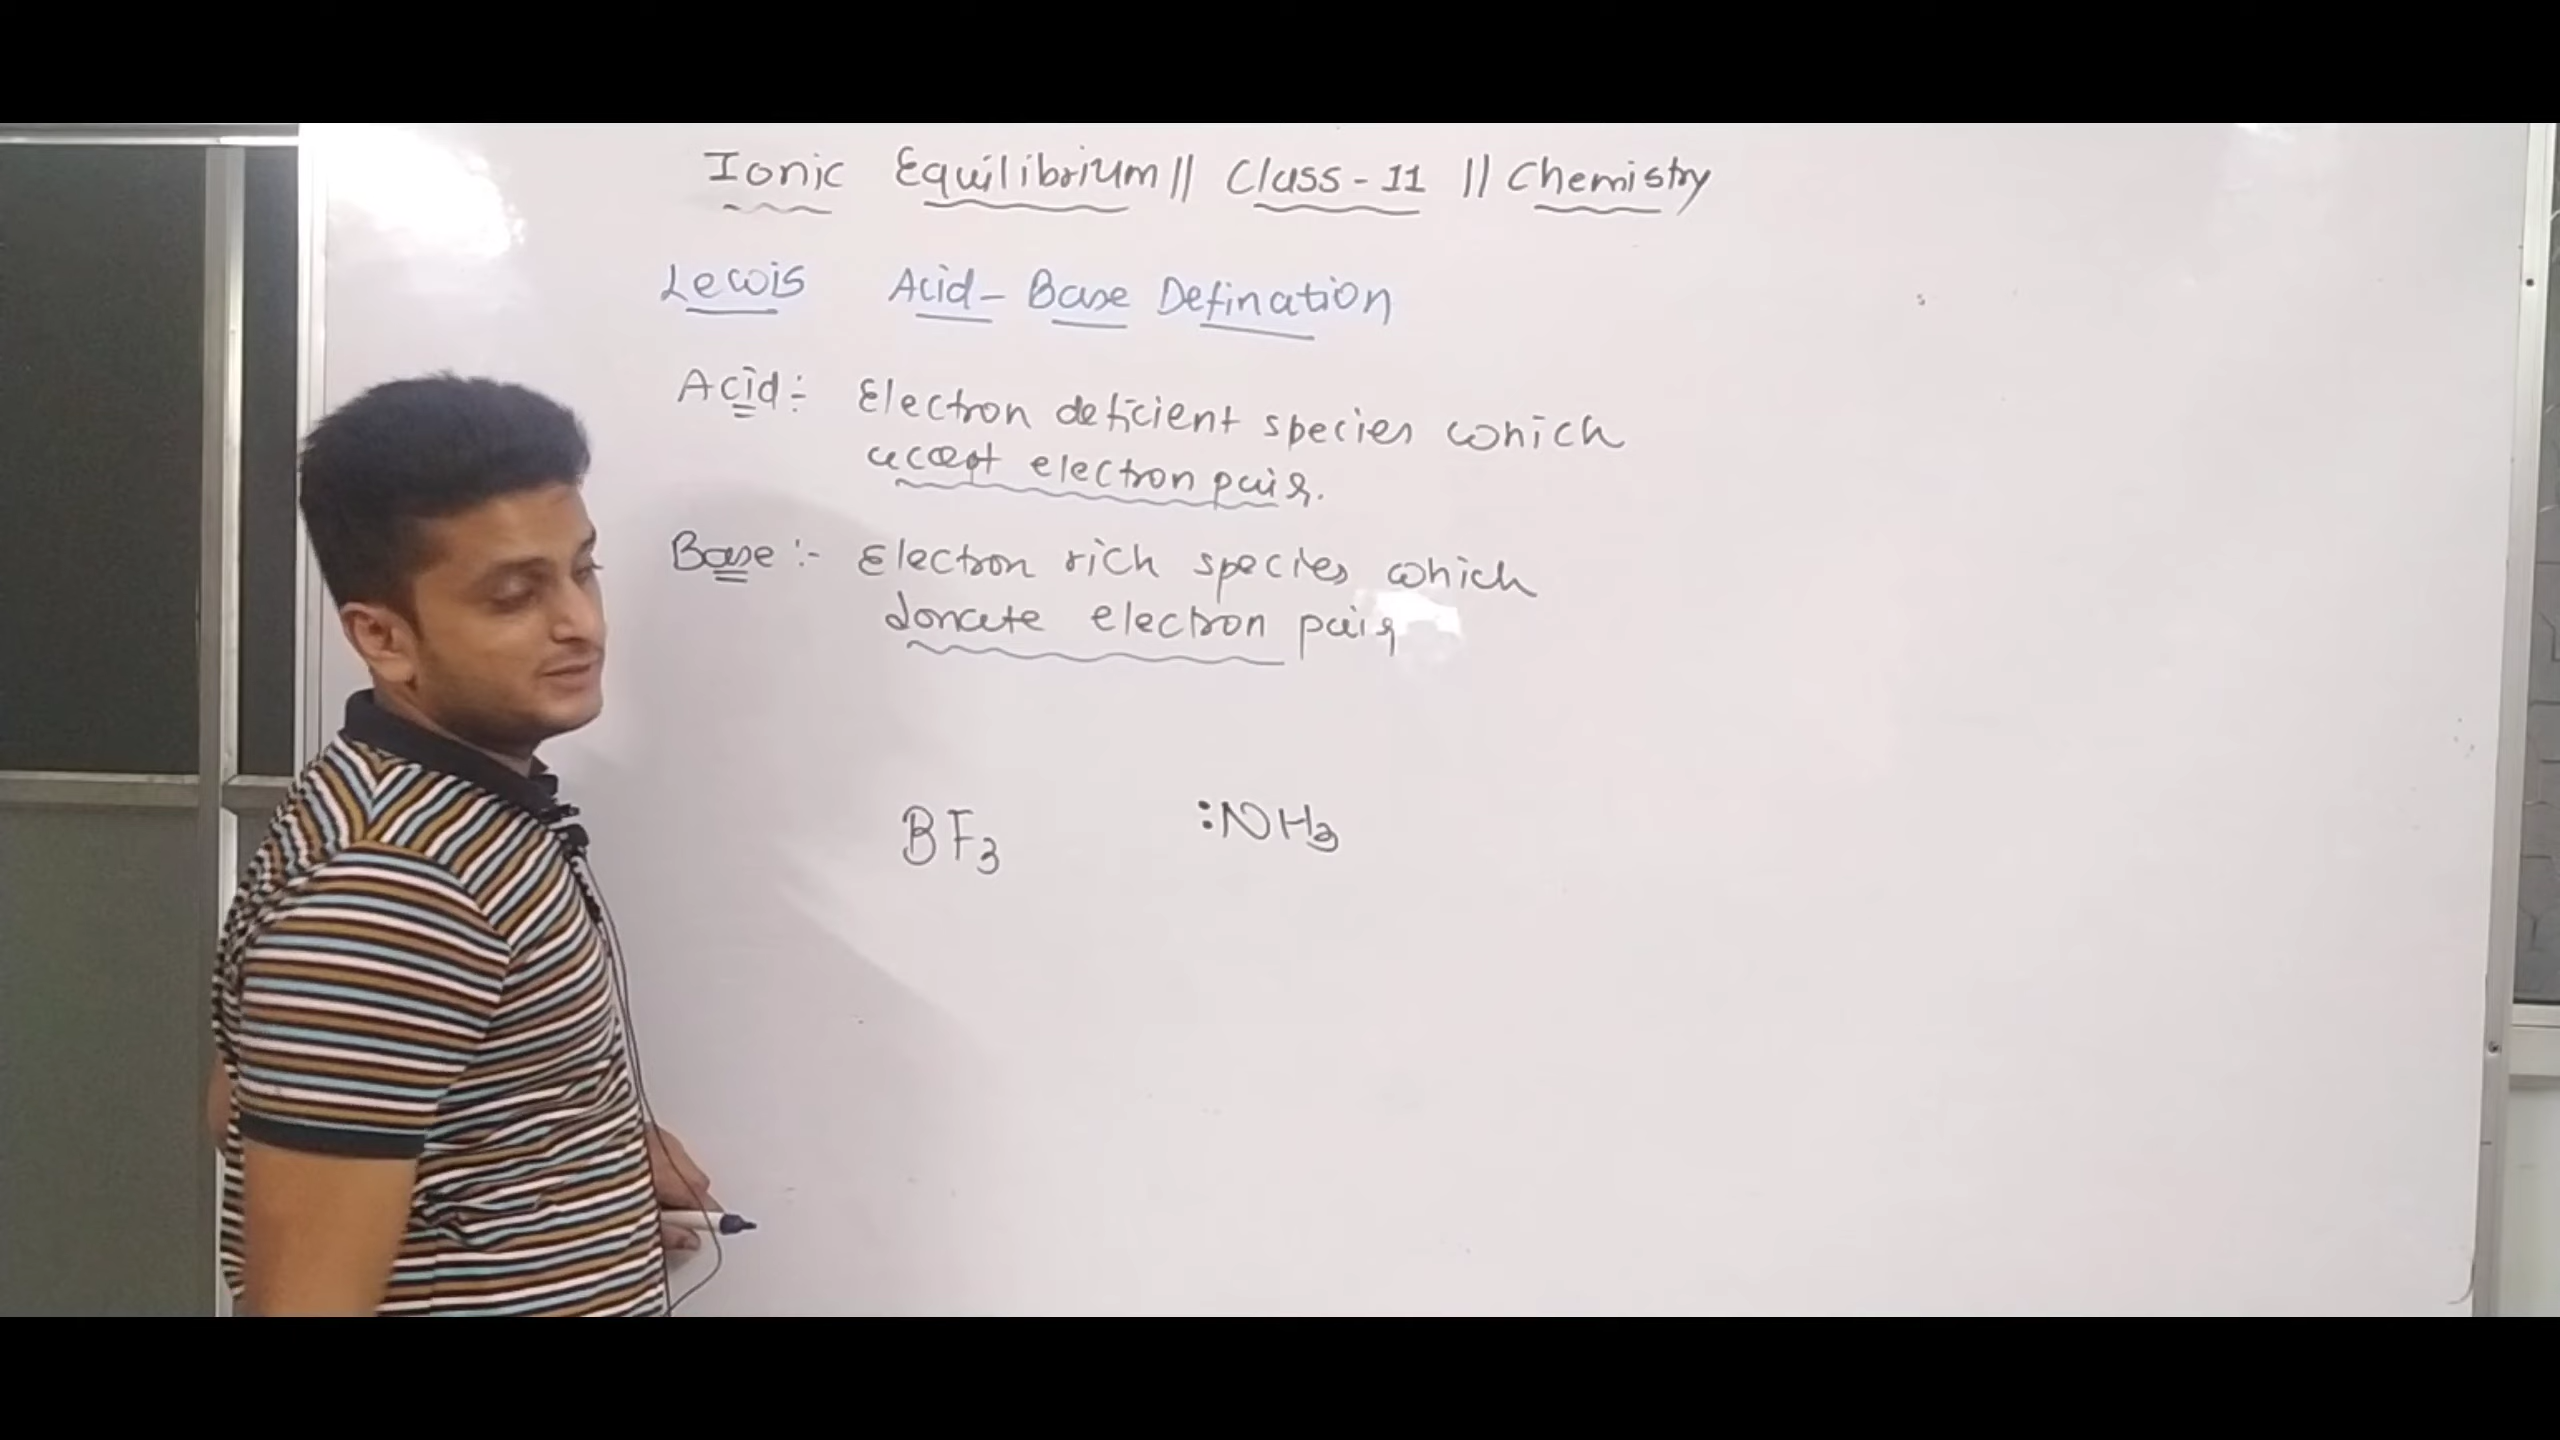 Ionic Equilibrium || Class - 11 || Chemistry
Lewis Acid - Base Defination
Acid :- Electron deficient species which
accept electron pair.
Base :- Electron rich species which
donate electron pair
BF3 :NH3